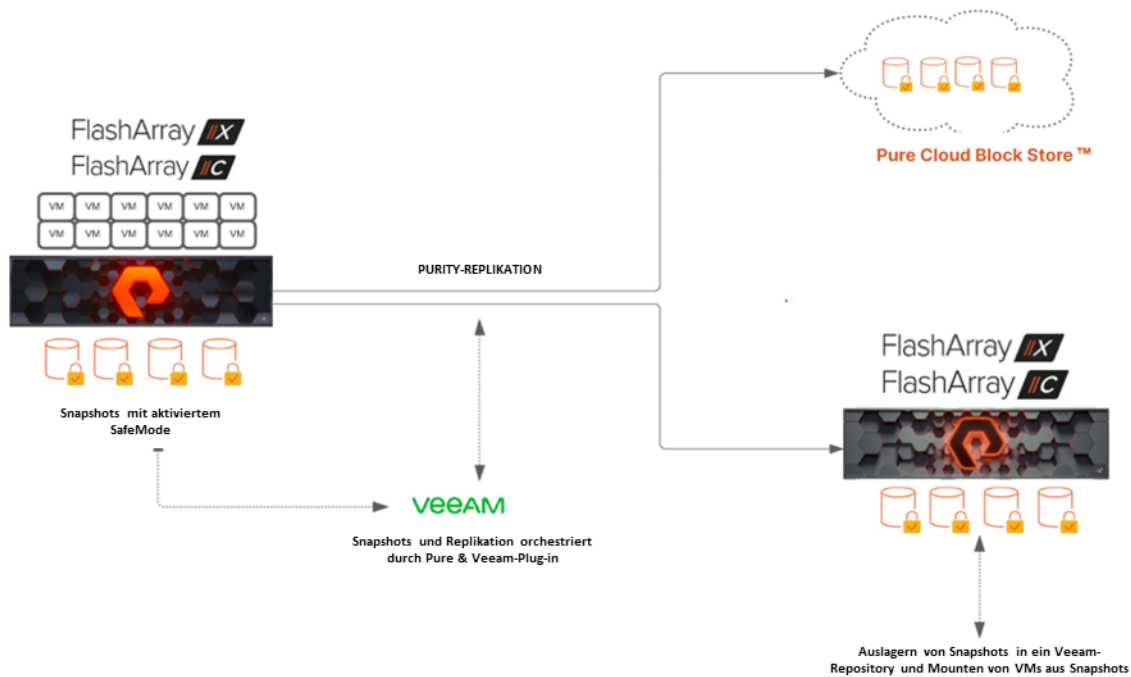 FlashArray //X
FlashArray //C
VM VM VM VM VM VM
VM VM VM VM VM VM
Snapshots mit aktiviertem
SafeMode
PURITY-REPLIKATION
veeAM
Snapshots und Replikation orchestriert
durch Pure & Veeam-Plug-in
Pure Cloud Block Store ™
FlashArray //X
FlashArray //C
Auslagern von Snapshots in ein Veeam-
Repository und Mounten von VMs aus Snapshots